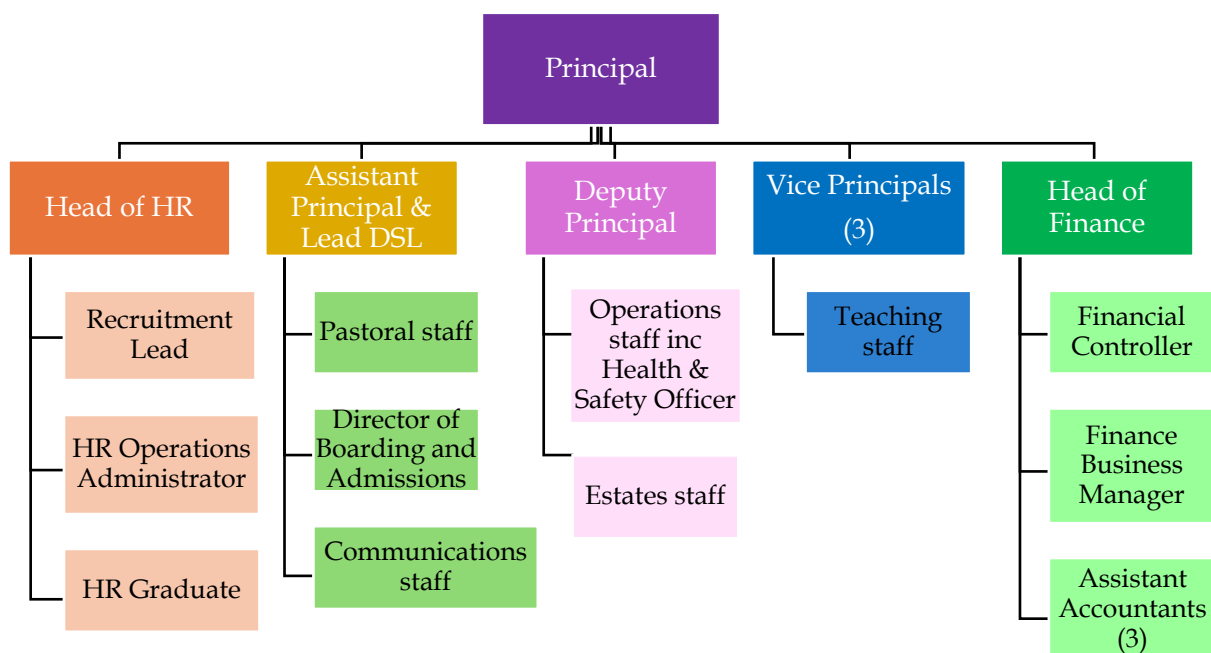 Principal
Head of HR
Assistant
Principal &
Lead DSL
Deputy
Principal
Vice Principals
(3)
Head of
Finance
Recruitment
Lead
HR Operations
Administrator
HR Graduate
Pastoral staff
Director of
Boarding and
Admissions
Communications
staff
Operations
staff inc
Health &
Safety Officer
Estates staff
Teaching
staff
Financial
Controller
Finance
Business
Manager
Assistant
Accountants
(3)